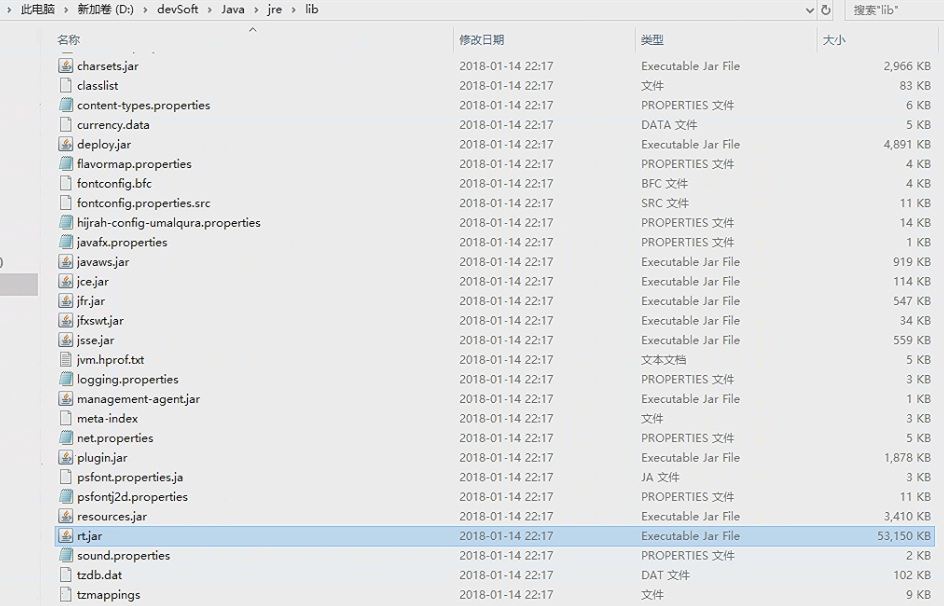 此电脑 › 新加卷 (D:) › devSoft › Java › jre › lib
搜索"lib"
名称 修改日期 类型 大小
charsets.jar 2018-01-14 22:17 Executable Jar File 2,966 KB
classlist 2018-01-14 22:17 文件 83 KB
content-types.properties 2018-01-14 22:17 PROPERTIES 文件 6 KB
currency.data 2018-01-14 22:17 DATA 文件 5 KB
deploy.jar 2018-01-14 22:17 Executable Jar File 4,891 KB
flavormap.properties 2018-01-14 22:17 PROPERTIES 文件 4 KB
fontconfig.bfc 2018-01-14 22:17 BFC 文件 4 KB
fontconfig.properties.src 2018-01-14 22:17 SRC 文件 11 KB
hijrah-config-umalqura.properties 2018-01-14 22:17 PROPERTIES 文件 14 KB
javafx.properties 2018-01-14 22:17 PROPERTIES 文件 1 KB
javaws.jar 2018-01-14 22:17 Executable Jar File 919 KB
jce.jar 2018-01-14 22:17 Executable Jar File 114 KB
jfr.jar 2018-01-14 22:17 Executable Jar File 547 KB
jfxswt.jar 2018-01-14 22:17 Executable Jar File 34 KB
jsse.jar 2018-01-14 22:17 Executable Jar File 559 KB
jvm.hprof.txt 2018-01-14 22:17 文本文档 5 KB
logging.properties 2018-01-14 22:17 PROPERTIES 文件 3 KB
management-agent.jar 2018-01-14 22:17 Executable Jar File 1 KB
meta-index 2018-01-14 22:17 文件 3 KB
net.properties 2018-01-14 22:17 PROPERTIES 文件 5 KB
plugin.jar 2018-01-14 22:17 Executable Jar File 1,878 KB
psfont.properties.ja 2018-01-14 22:17 JA 文件 3 KB
psfontj2d.properties 2018-01-14 22:17 PROPERTIES 文件 11 KB
resources.jar 2018-01-14 22:17 Executable Jar File 3,410 KB
rt.jar 2018-01-14 22:17 Executable Jar File 53,150 KB
sound.properties 2018-01-14 22:17 PROPERTIES 文件 2 KB
tzdb.dat 2018-01-14 22:17 DAT 文件 102 KB
tzmappings 2018-01-14 22:17 文件 9 KB